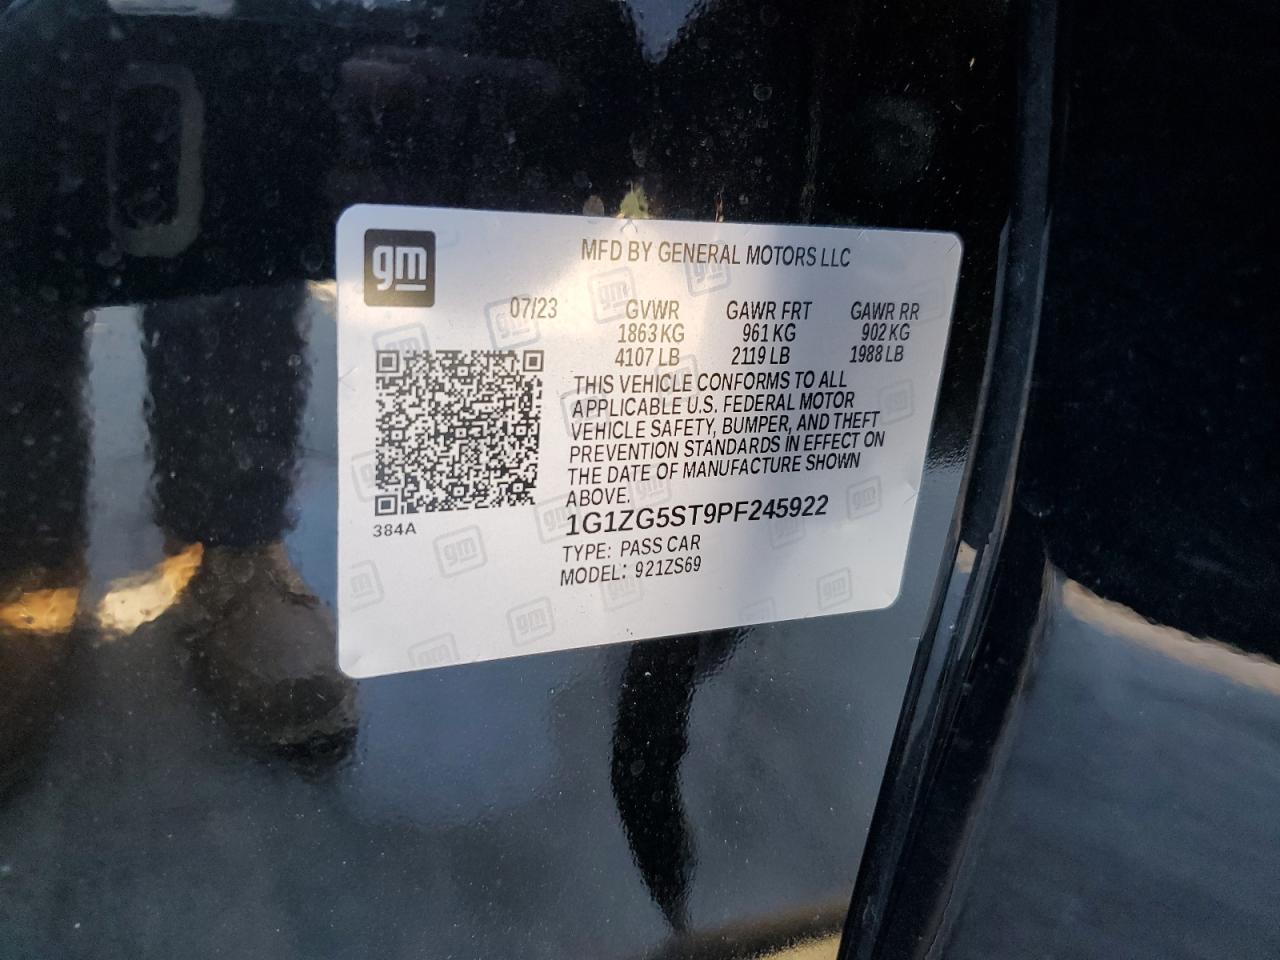 gm
MFD BY GENERAL MOTORS LLC
07/23 GVWR GAWR FRT GAWR RR
1863 KG 961 KG 902 KG
4107 LB 2119 LB 1988 LB
THIS VEHICLE CONFORMS TO ALL
APPLICABLE U.S. FEDERAL MOTOR
VEHICLE SAFETY, BUMPER, AND THEFT
PREVENTION STANDARDS IN EFFECT ON
THE DATE OF MANUFACTURE SHOWN
ABOVE.
384A
1G1ZG5ST9PF245922
TYPE: PASS CAR
MODEL: 921ZS69